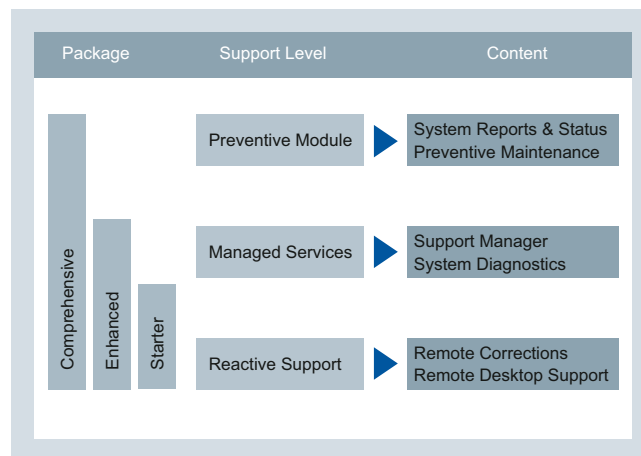 Package
Support Level
Content
Comprehensive
Enhanced
Starter
Preventive Module
System Reports & Status
Preventive Maintenance
Managed Services
Support Manager
System Diagnostics
Reactive Support
Remote Corrections
Remote Desktop Support